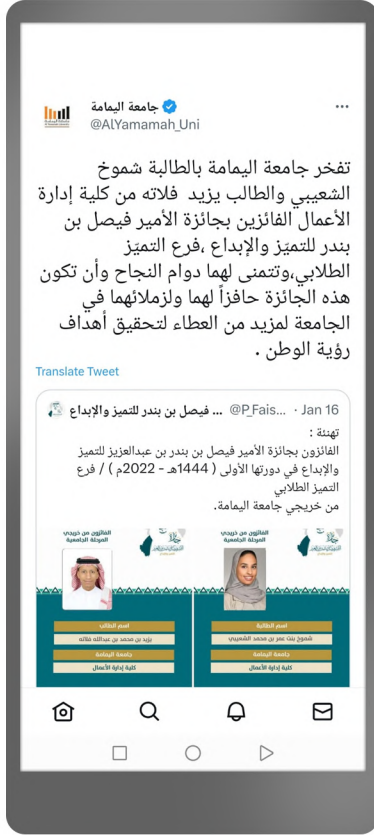 جامعة اليمامة
@AlYamamah_Uni
تفخر جامعة اليمامة بالطالبة شموخ
الشعيبي والطالب يزيد فلاته من كلية إدارة
الأعمال الفائزين بجائزة الأمير فيصل بن
بندر للتميّز والإبداع ،فرع التميّز
الطلابي،وتتمنى لهما دوام النجاح وأن تكون
هذه الجائزة حافزاً لهما ولزملائهما في
الجامعة لمزيد من العطاء لتحقيق أهداف
رؤية الوطن .
Translate Tweet
فيصل بن بندر للتميز والإبداع ... @P_Fais... · Jan 16
تهنئة :
الفائزون بجائزة الأمير فيصل بن بندر بن عبدالعزيز للتميز
والإبداع في دورتها الأولى ( 1444هـ - 2022م ) / فرع
التميز الطلابي
من خريجي جامعة اليمامة.
الفائزون من خريجي
المرحلة الجامعية
اسم الطالبة
شموخ بنت عمر بن محمد الشعيبي
جامعة اليمامة
كلية إدارة الأعمال
الفائزون من خريجي
المرحلة الجامعية
اسم الطالب
يزيد بن محمد بن عبدالله فلاته
جامعة اليمامة
كلية إدارة الأعمال